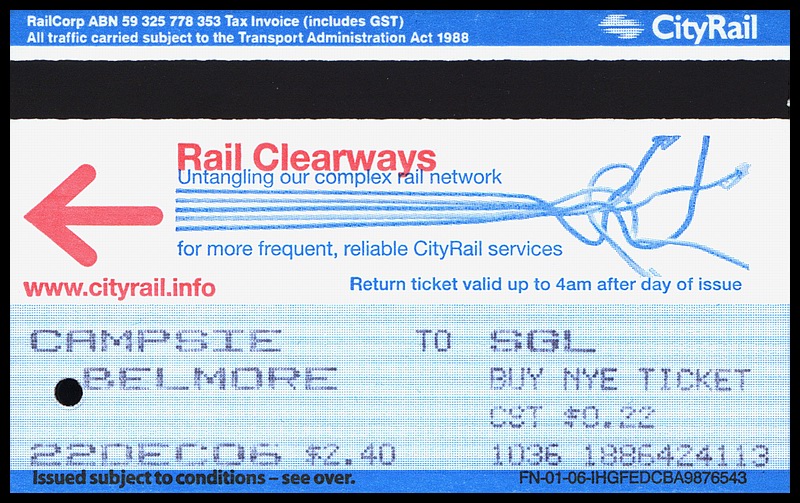 RailCorp ABN 59 325 778 353 Tax Invoice (includes GST)
All traffic carried subject to the Transport Administration Act 1988
CityRail
Rail Clearways
Untangling our complex rail network
for more frequent, reliable CityRail services
www.cityrail.info
Return ticket valid up to 4am after day of issue
CAMPSIE TO SGL
BELMORE BUY NYE TICKET
GST $0.22
22DEC06 $2.40 1036 1886424113
Issued subject to conditions – see over.
FN-01-06-IHGFEDCBA9876543